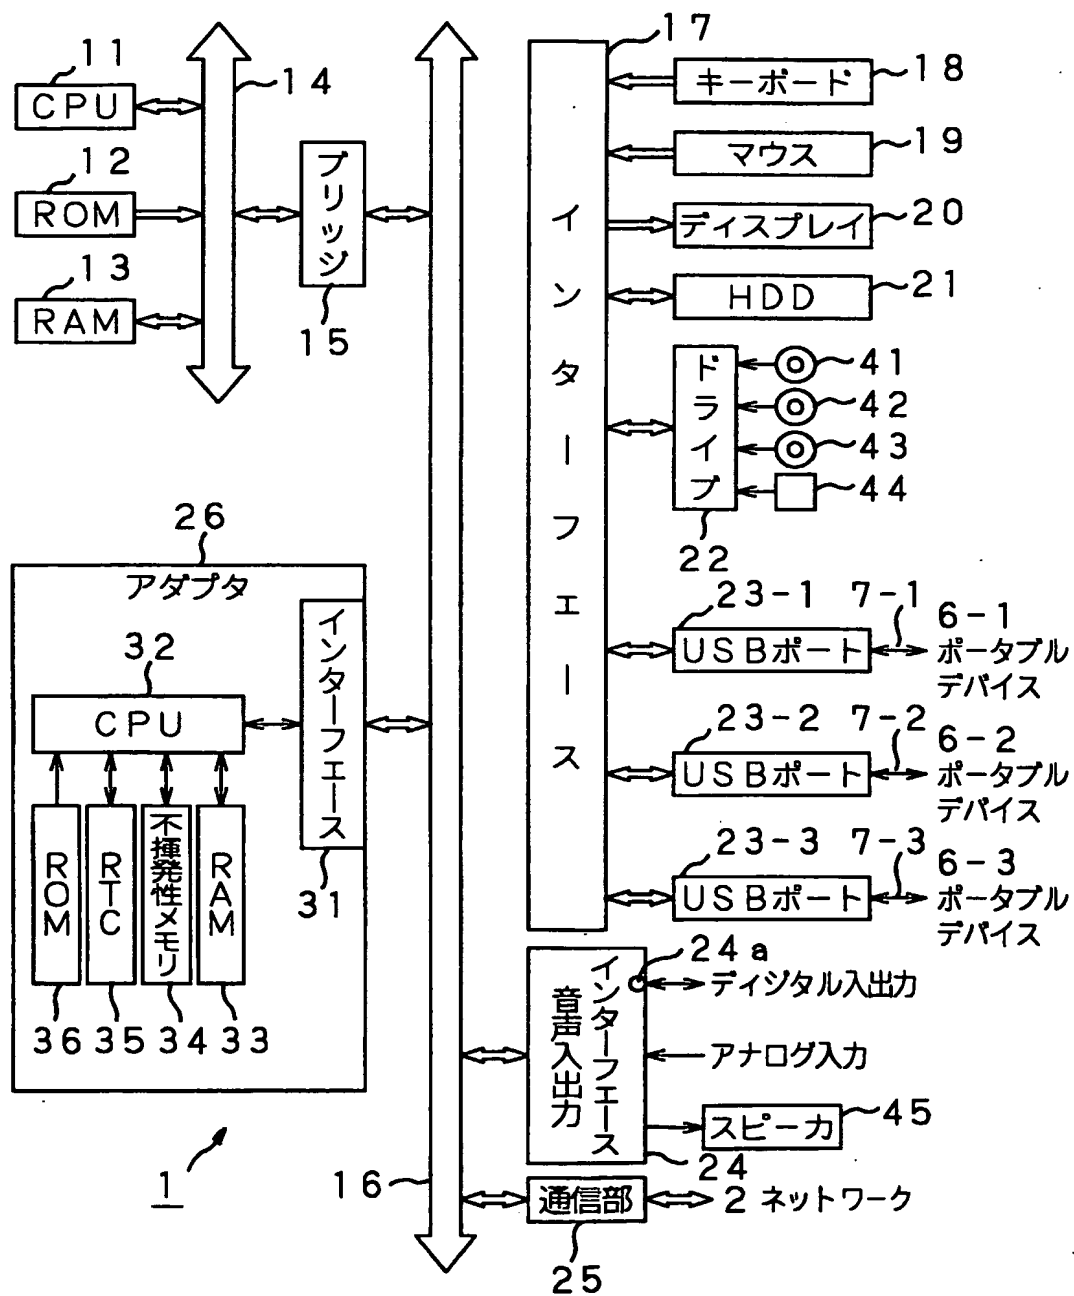 11
CPU
12
ROM
13
RAM
14
ブリッジ
15
16
17
インターフェース
18
キーボード
19
マウス
20
ディスプレイ
21
HDD
ドライブ
22
41
42
43
44
23-1
USBポート
7-1
6-1
ポータブル
デバイス
23-2
USBポート
7-2
6-2
ポータブル
デバイス
23-3
USBポート
7-3
6-3
ポータブル
デバイス
26
アダプタ
インターフェース
31
32
CPU
ROM
RTC
不揮発性メモリ
RAM
36
35
34
33
音声入出力
インターフェース
24a
ディジタル入出力
アナログ入力
スピーカ
45
24
通信部
25
2 ネットワーク
1